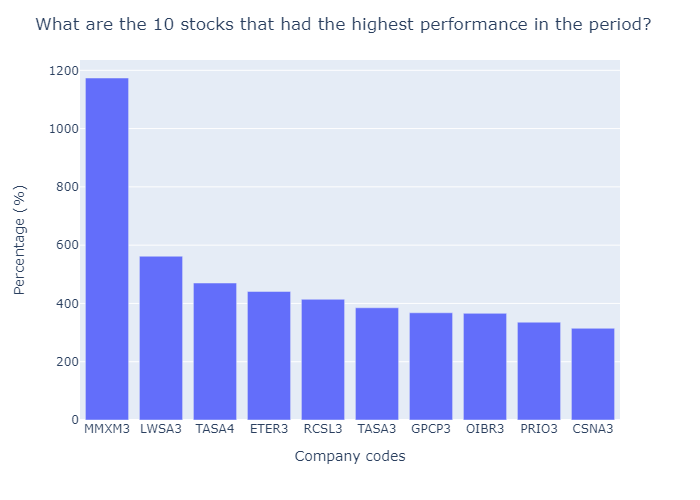 What are the 10 stocks that had the highest performance in the period?
Percentage (%)
1200
1000
800
600
400
200
0
MMXM3 LWSA3 TASA4 ETER3 RCSL3 TASA3 GPCP3 OIBR3 PRIO3 CSNA3
Company codes